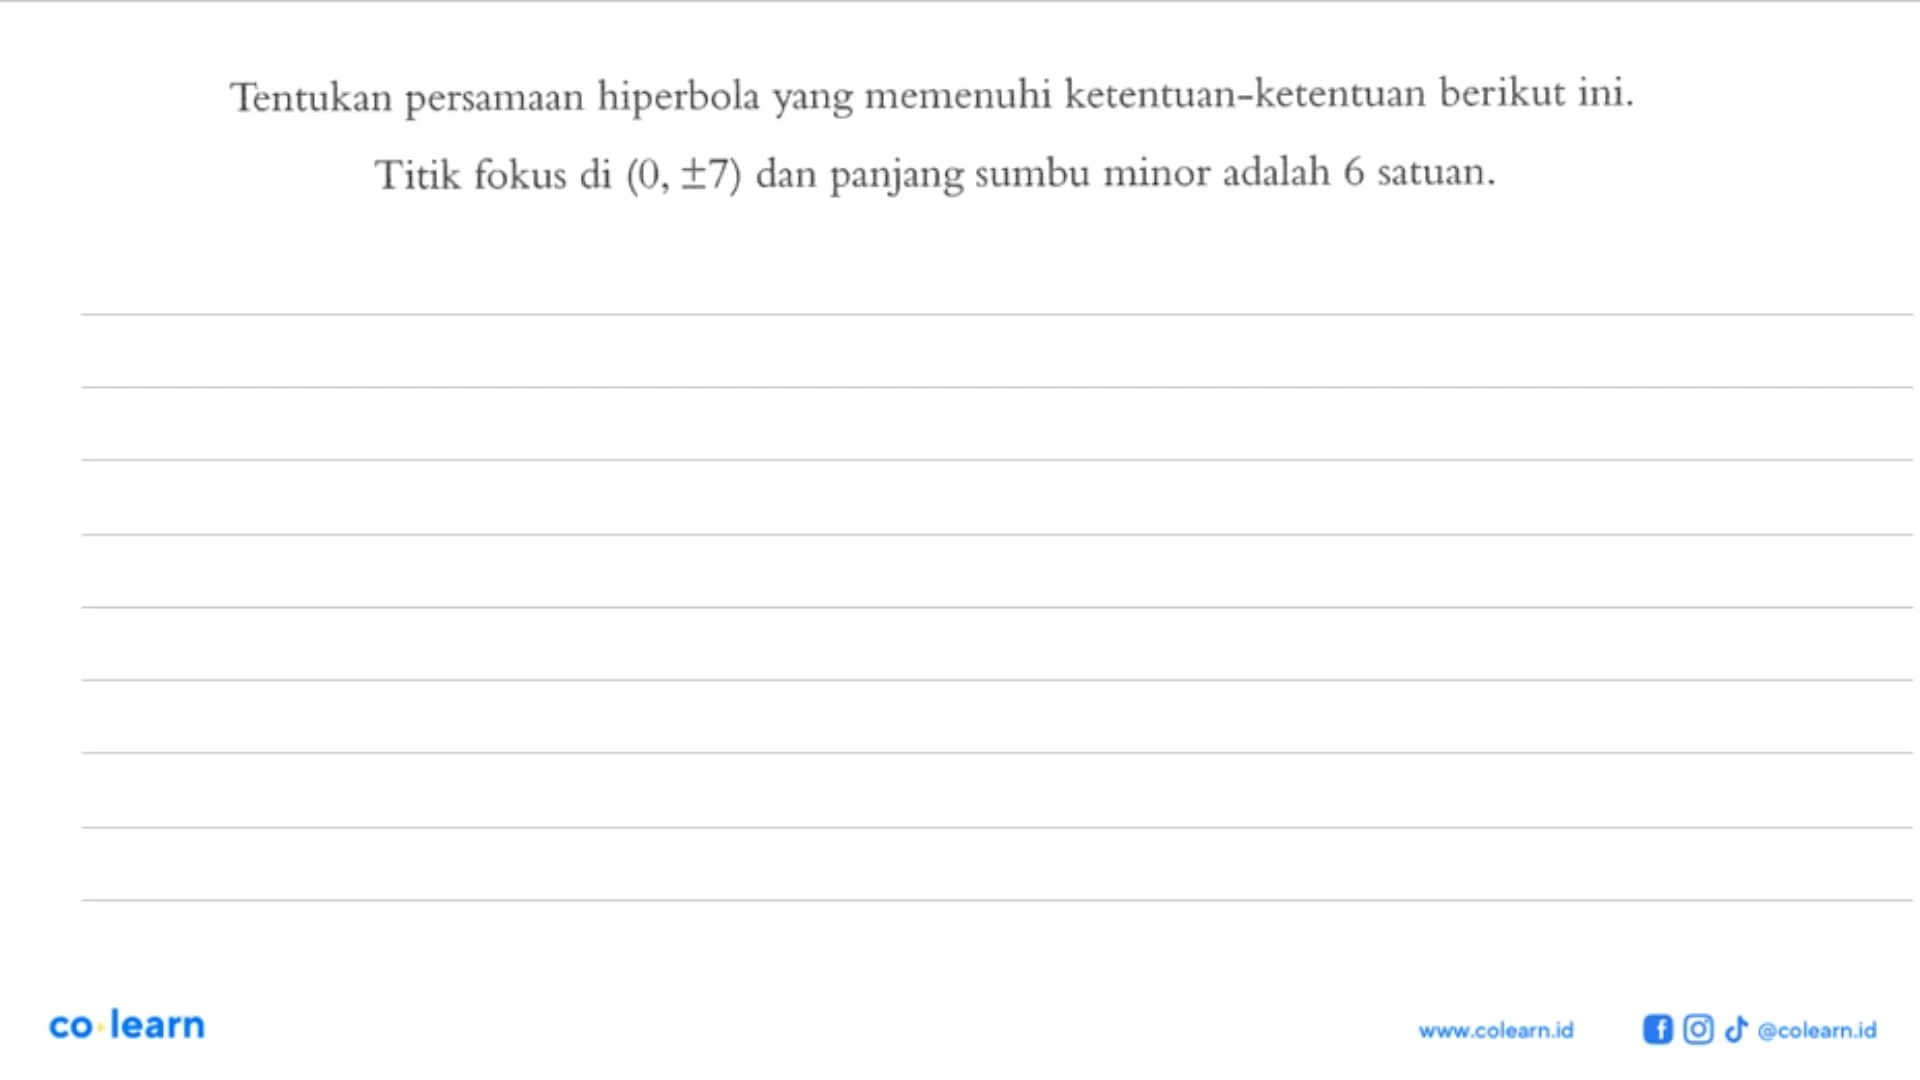 Tentukan persamaan hiperbola yang memenuhi ketentuan-ketentuan berikut ini.
Titik fokus di (0, ±7) dan panjang sumbu minor adalah 6 satuan.
co learn
www.colearn.id @colearn.id